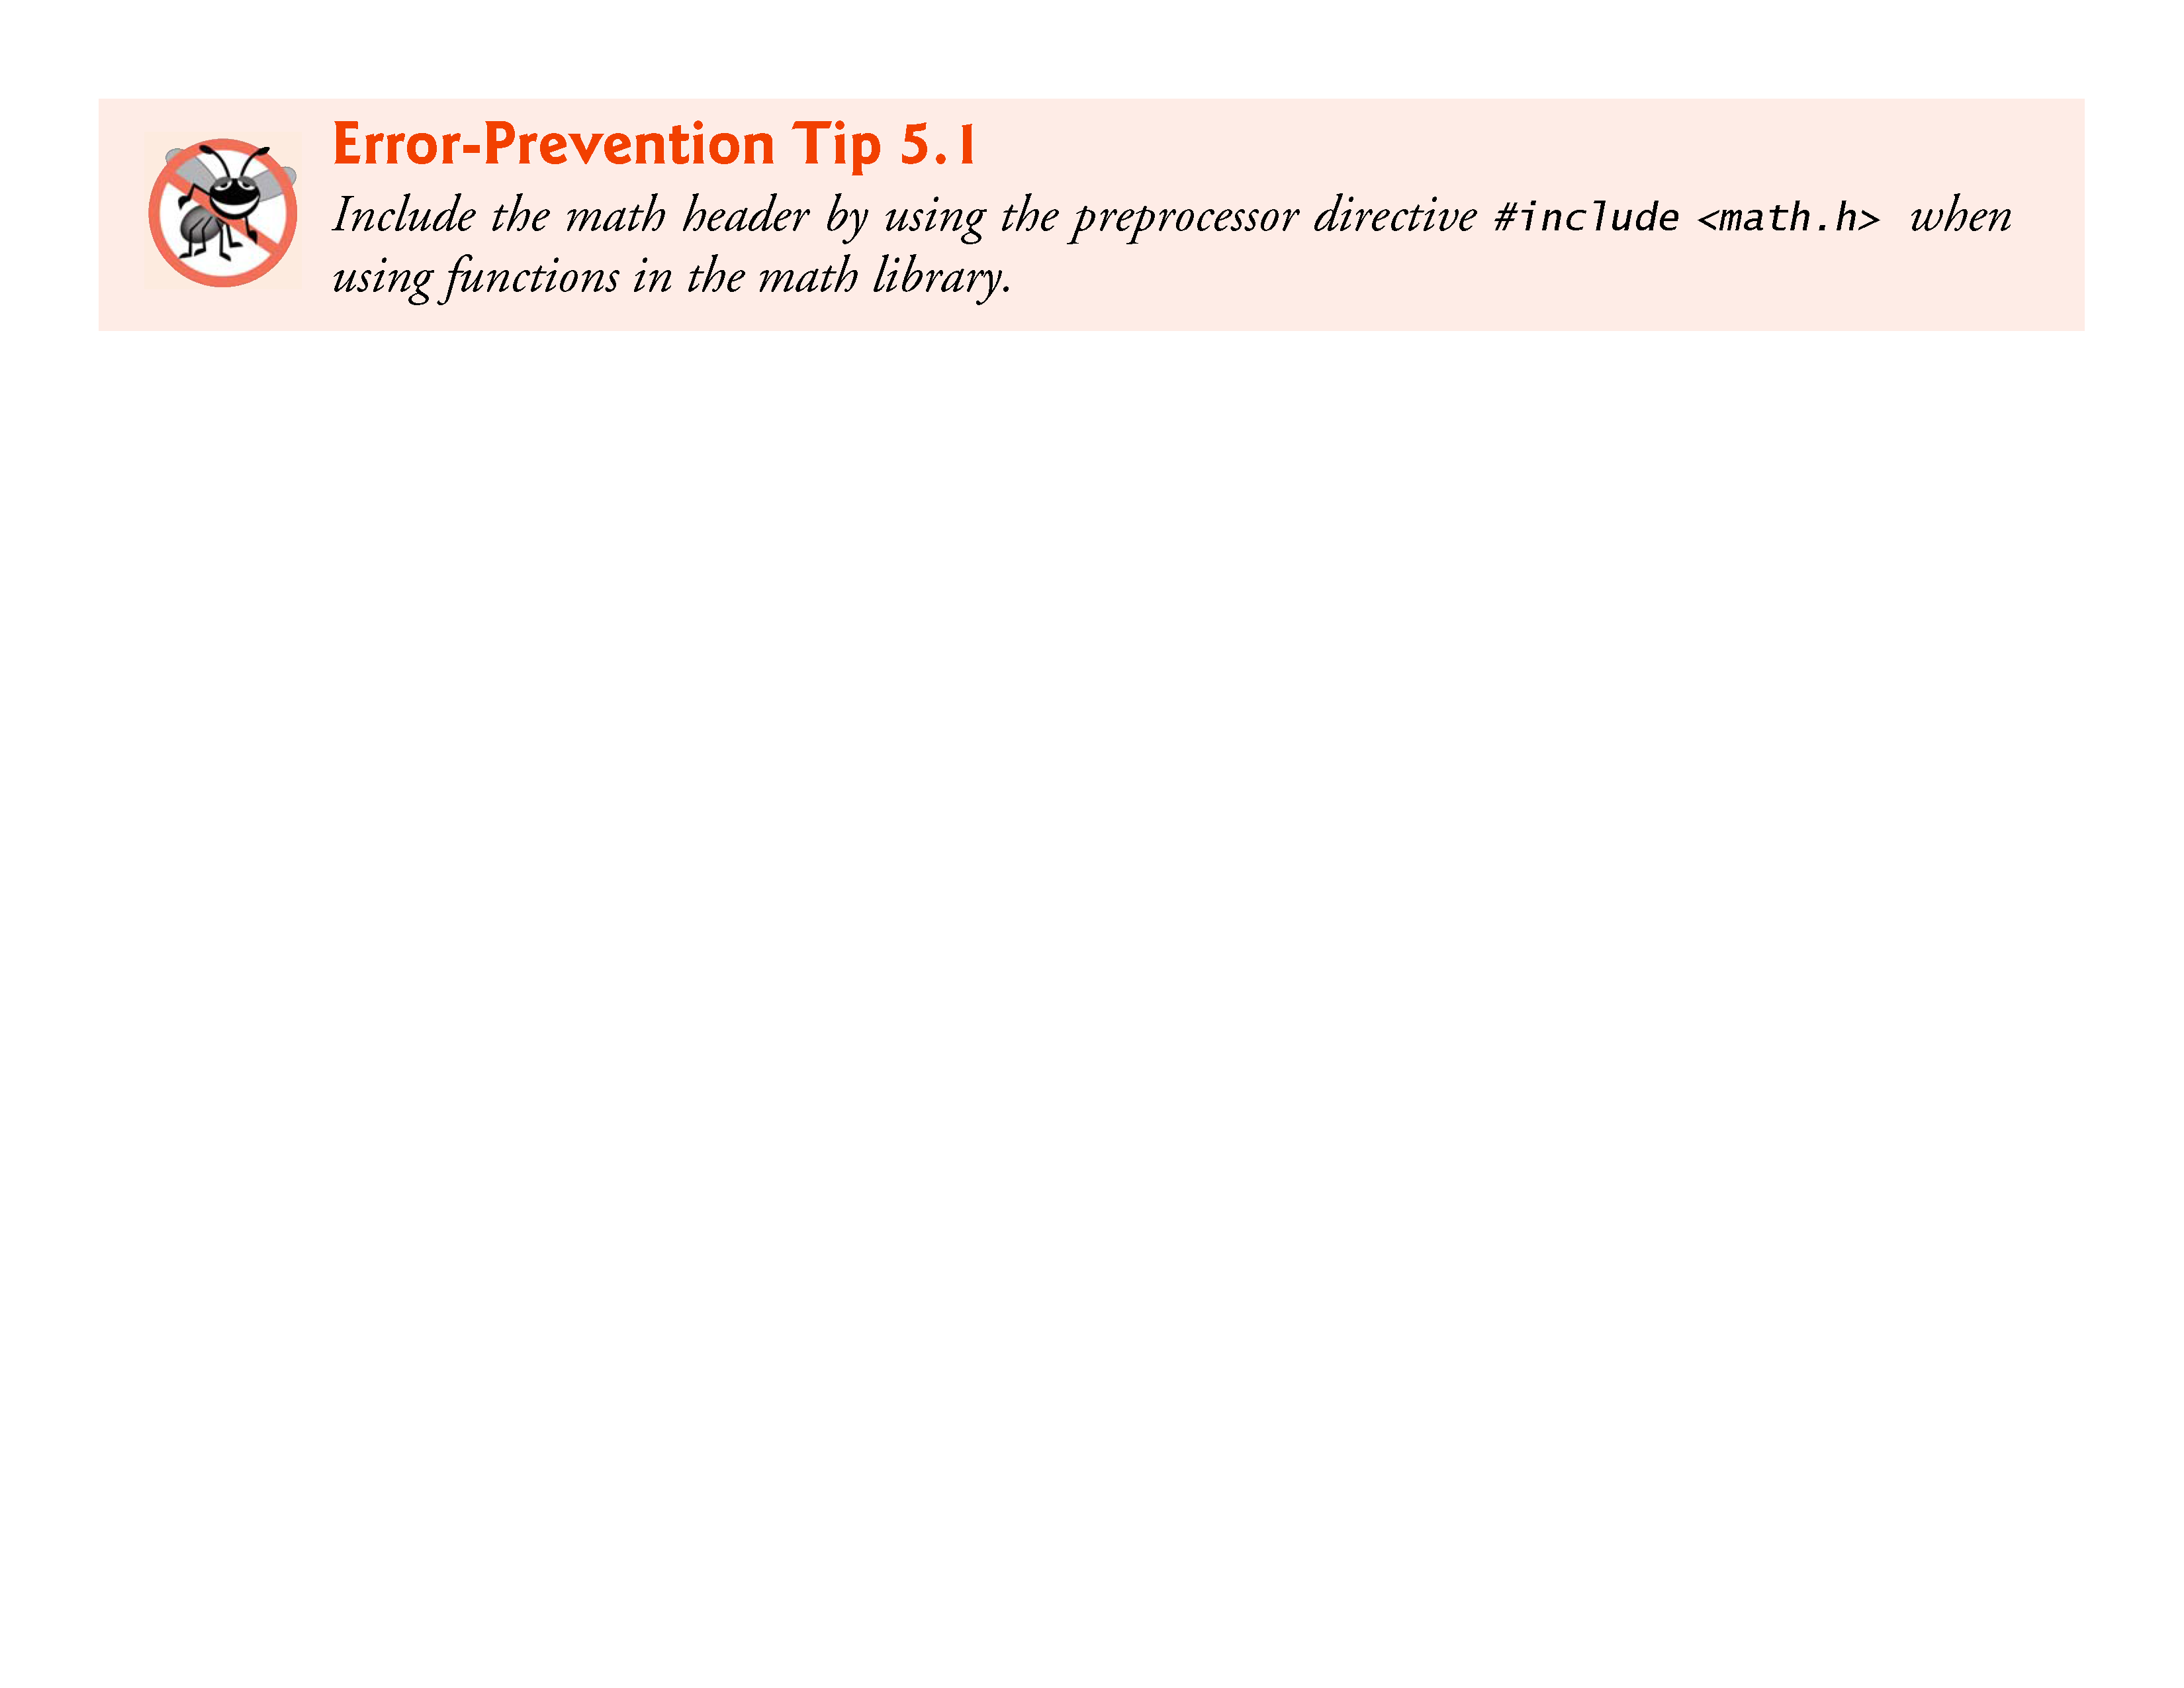 Error-Prevention Tip 5.1
Include the math header by using the preprocessor directive #include <math.h> when
using functions in the math library.